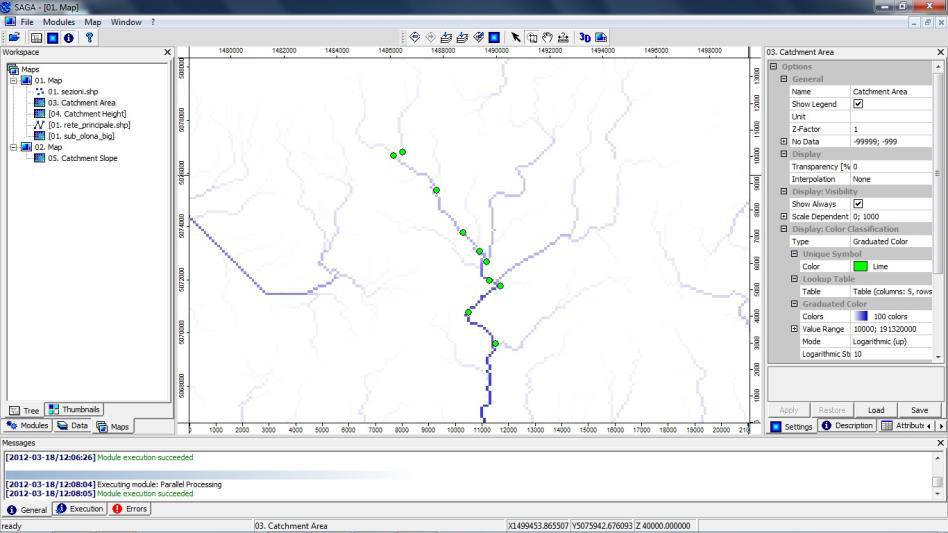 SAGA - [01. Map]
File Modules Map Window ?
3D
Workspace
Maps
01. Map
01. sezioni.shp
03. Catchment Area
[04. Catchment Height]
[01. rete_principale.shp]
[01. sub_olona_big]
02. Map
05. Catchment Slope
Tree Thumbnails
Modules Data Maps
1480000 1482000 1484000 1486000 1488000 1490000 1492000 1494000 1496000 1498000
5078000
5076000
5074000
5072000
5070000
5068000
13000
12000
11000
10000
9000
8000
7000
6000
5000
4000
3000
2000
1000
0 1000 2000 3000 4000 5000 6000 7000 8000 9000 10000 11000 12000 13000 14000 15000 16000 17000 18000 19000 20000
03. Catchment Area
Options
General
Name Catchment Area
Show Legend
Unit
Z-Factor 1
No Data -99999; -999
Display
Transparency [% 0
Interpolation None
Display: Visibility
Show Always
Scale Dependent 0; 1000
Display: Color Classification
Type Graduated Color
Unique Symbol
Color Lime
Lookup Table
Table Table (columns: 5, rows
Graduated Color
Colors 100 colors
Value Range 10000; 191320000
Mode Logarithmic (up)
Logarithmic St 10
Apply Restore Load Save
Settings Description Attribut
Messages
[2012-03-18/12:06:26] Module execution succeeded
[2012-03-18/12:08:04] Executing module: Parallel Processing
[2012-03-18/12:08:05] Module execution succeeded
General Execution Errors
ready 03. Catchment Area X1499453.865507 Y5075942.676093 Z 40000.000000